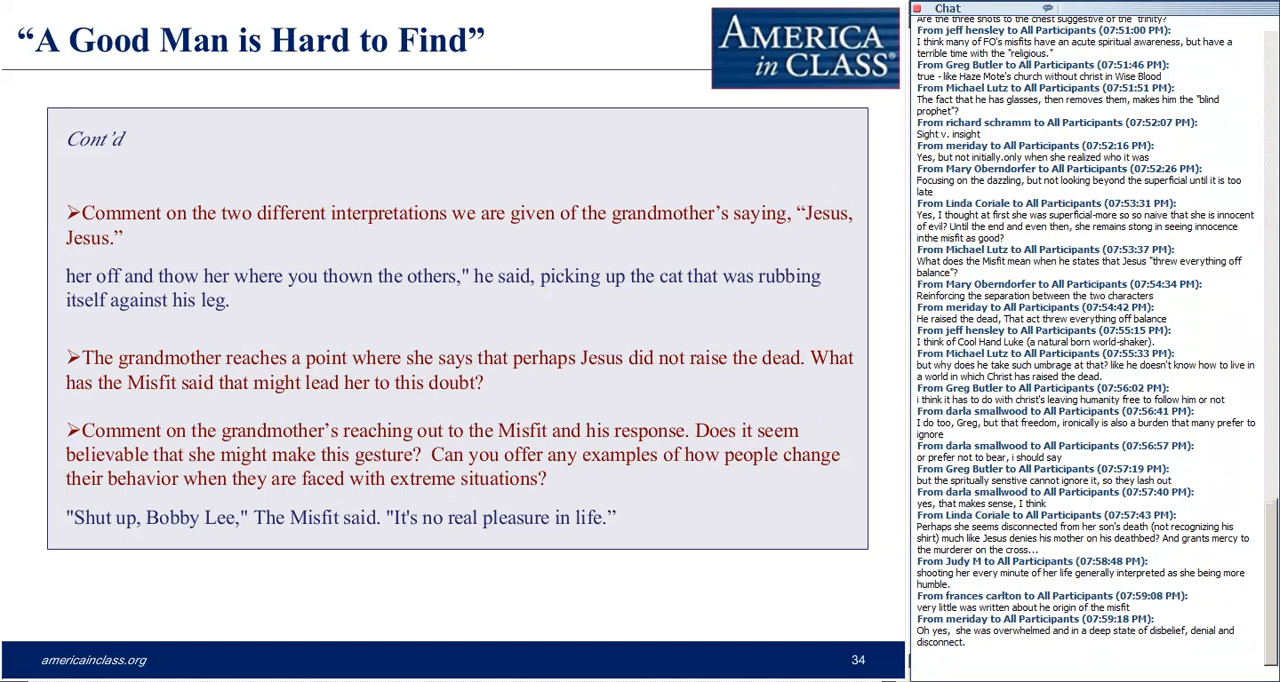 “A Good Man is Hard to Find”
AMERICA
in CLASS®
Cont’d
➢Comment on the two different interpretations we are given of the grandmother’s saying, “Jesus,
Jesus.”
her off and thow her where you thown the others," he said, picking up the cat that was rubbing
itself against his leg.
➢The grandmother reaches a point where she says that perhaps Jesus did not raise the dead. What
has the Misfit said that might lead her to this doubt?
➢Comment on the grandmother’s reaching out to the Misfit and his response. Does it seem
believable that she might make this gesture?  Can you offer any examples of how people change
their behavior when they are faced with extreme situations?
"Shut up, Bobby Lee," The Misfit said. "It's no real pleasure in life.”
americainclass.org
34
Chat
Are the three shots to the chest suggestive of the 'trinity?
From jeff hensley to All Participants (07:51:00 PM):
I think many of FO's misfits have an acute spiritual awareness, but have a
terrible time with the "religious."
From Greg Butler to All Participants (07:51:46 PM):
true - like Haze Mote's church without christ in Wise Blood
From Michael Lutz to All Participants (07:51:51 PM):
The fact that he has glasses, then removes them, makes him the "blind
prophet"?
From richard schramm to All Participants (07:52:07 PM):
Sight v. insight
From meriday to All Participants (07:52:16 PM):
Yes, but not initially.only when she realized who it was
From Mary Oberndorfer to All Participants (07:52:26 PM):
Focusing on the dazzling, but not looking beyond the superficial until it is too
late
From Linda Coriale to All Participants (07:53:31 PM):
Yes, I thought at first she was superficial-more so so naive that she is innocent
of evil? Until the end and even then, she remains stong in seeing innocence
inthe misfit as good?
From Michael Lutz to All Participants (07:53:37 PM):
What does the Misfit mean when he states that Jesus "threw everything off
balance"?
From Mary Oberndorfer to All Participants (07:54:34 PM):
Reinforcing the separation between the two characters
From meriday to All Participants (07:54:42 PM):
He raised the dead, That act threw everything off balance
From jeff hensley to All Participants (07:55:15 PM):
I think of Cool Hand Luke (a natural born world-shaker).
From Michael Lutz to All Participants (07:55:33 PM):
but why does he take such umbrage at that? like he doesn't know how to live in
a world in which Christ has raised the dead.
From Greg Butler to All Participants (07:56:02 PM):
i think it has to do with christ's leaving humanity free to follow him or not
From darla smallwood to All Participants (07:56:41 PM):
I do too, Greg, but that freedom, ironically is also a burden that many prefer to
ignore
From darla smallwood to All Participants (07:56:57 PM):
or prefer not to bear, i should say
From Greg Butler to All Participants (07:57:19 PM):
but the spritually senstive cannot ignore it, so they lash out
From darla smallwood to All Participants (07:57:40 PM):
yes, that makes sense, I think
From Linda Coriale to All Participants (07:57:43 PM):
Perhaps she seems disconnected from her son's death (not recognizing his
shirt) much like Jesus denies his mother on his deathbed? And grants mercy to
the murderer on the cross...
From Judy M to All Participants (07:58:48 PM):
shooting her every minute of her life generally interpreted as she being more
humble.
From frances carlton to All Participants (07:59:08 PM):
very little was written about he origin of the misfit
From meriday to All Participants (07:59:18 PM):
Oh yes,  she was overwhelmed and in a deep state of disbelief, denial and
disconnect.